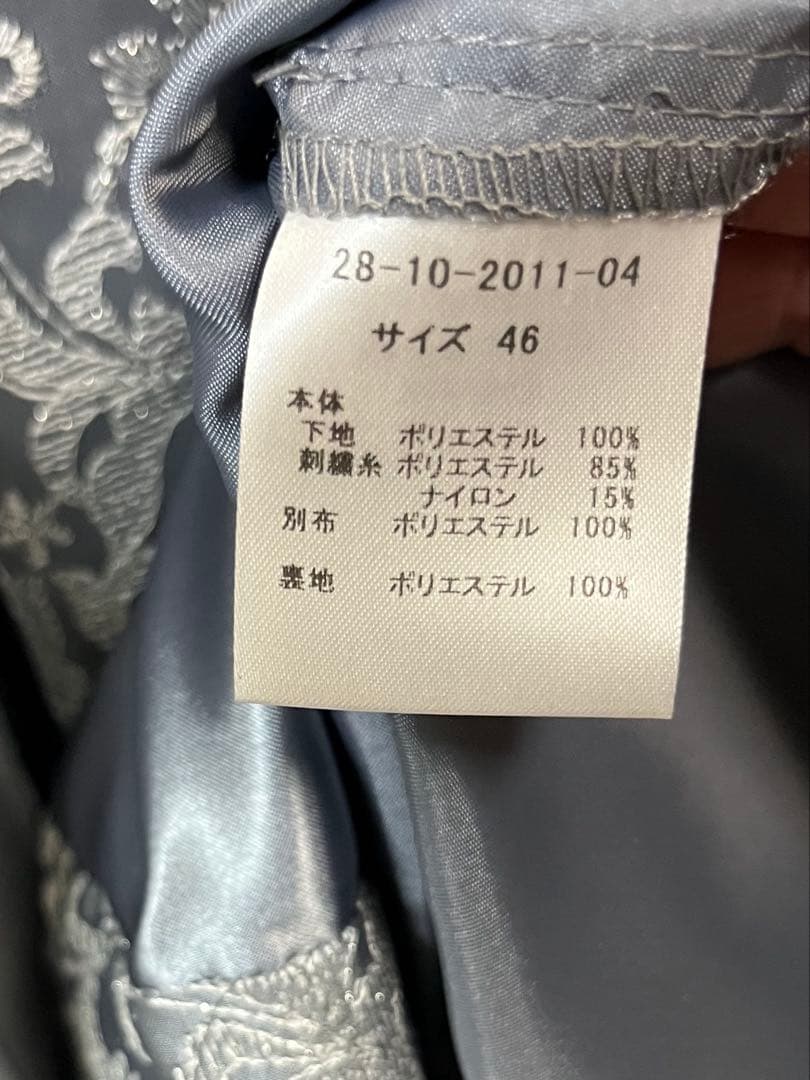 28-10-2011-04
サイズ 46
本体
下地 ポリエステル 100%
刺繍糸 ポリエステル 85%
ナイロン 15%
別布 ポリエステル 100%
裏地 ポリエステル 100%